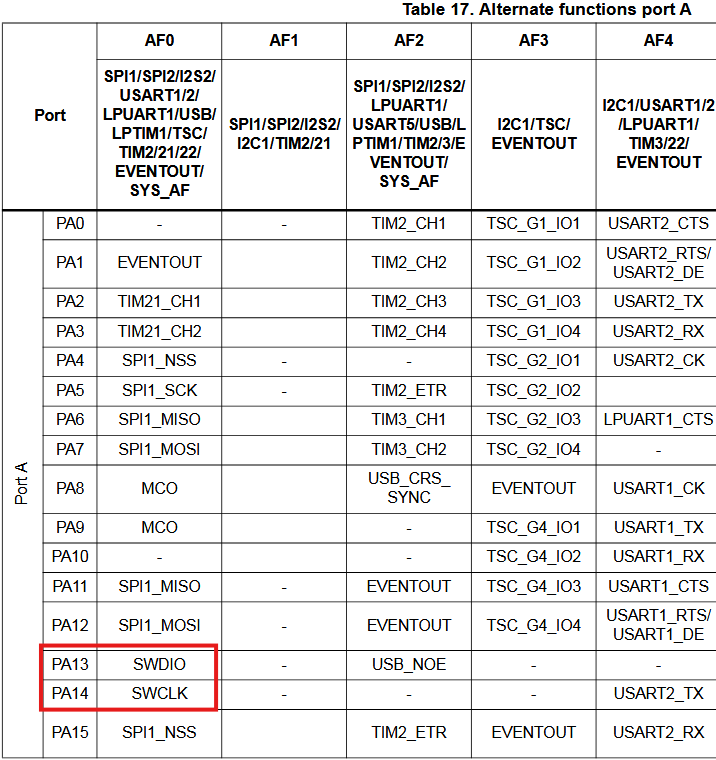 Table 17. Alternate functions port A
Port AF0 AF1 AF2 AF3 AF4
SPI1/SPI2/I2S2/
USART1/2/
LPUART1/USB/
LPTIM1/TSC/
TIM2/21/22/
EVENTOUT/
SYS_AF
SPI1/SPI2/I2S2/
I2C1/TIM2/21
SPI1/SPI2/I2S2/
LPUART1/
USART5/USB/L
PTIM1/TIM2/3/E
VENTOUT/
SYS_AF
I2C1/TSC/
EVENTOUT
I2C1/USART1/2
/LPUART1/
TIM3/22/
EVENTOUT
Port A
PA0 - - TIM2_CH1 TSC_G1_IO1 USART2_CTS
PA1 EVENTOUT TIM2_CH2 TSC_G1_IO2 USART2_RTS/
USART2_DE
PA2 TIM21_CH1 TIM2_CH3 TSC_G1_IO3 USART2_TX
PA3 TIM21_CH2 TIM2_CH4 TSC_G1_IO4 USART2_RX
PA4 SPI1_NSS - - TSC_G2_IO1 USART2_CK
PA5 SPI1_SCK - TIM2_ETR TSC_G2_IO2
PA6 SPI1_MISO TIM3_CH1 TSC_G2_IO3 LPUART1_CTS
PA7 SPI1_MOSI TIM3_CH2 TSC_G2_IO4 -
PA8 MCO USB_CRS_
SYNC EVENTOUT USART1_CK
PA9 MCO - TSC_G4_IO1 USART1_TX
PA10 - - TSC_G4_IO2 USART1_RX
PA11 SPI1_MISO - EVENTOUT TSC_G4_IO3 USART1_CTS
PA12 SPI1_MOSI - EVENTOUT TSC_G4_IO4 USART1_RTS/
USART1_DE
PA13 SWDIO - USB_NOE - -
PA14 SWCLK - - - USART2_TX
PA15 SPI1_NSS TIM2_ETR EVENTOUT USART2_RX